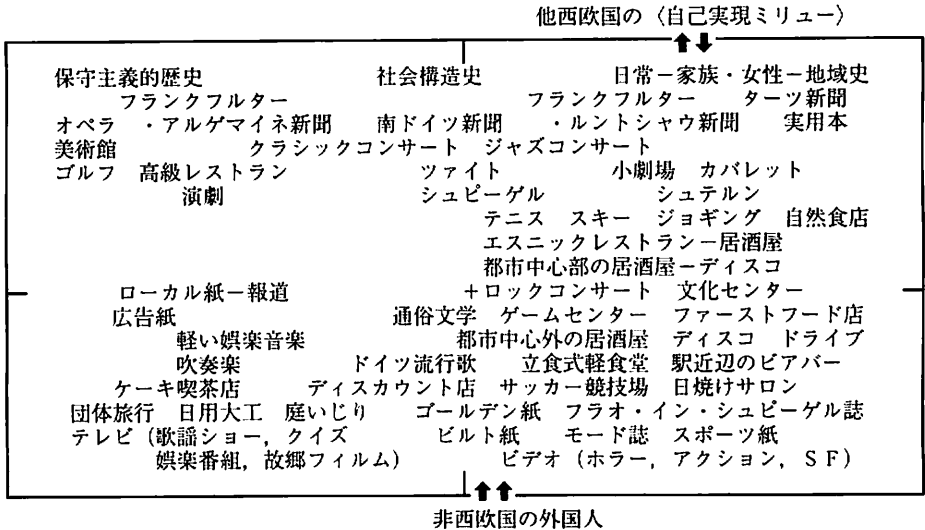 他西欧国の〈自己実現ミリュー〉
保守主義的歴史 社会構造史 日常－家族・女性－地域史
フランクフルター フランクフルター ターツ新聞
オペラ ・アルゲマイネ新聞 南ドイツ新聞 ・ルントシャウ新聞 実用本
美術館 クラシックコンサート ジャズコンサート
ゴルフ 高級レストラン ツァイト 小劇場 カバレット
演劇 シュピーゲル シュテルン
テニス スキー ジョギング 自然食店
エスニックレストラン－居酒屋
都市中心部の居酒屋－ディスコ
ローカル紙－報道 ＋ロックコンサート 文化センター
広告紙 通俗文学 ゲームセンター ファーストフード店
軽い娯楽音楽 都市中心外の居酒屋 ディスコ ドライブ
吹奏楽 ドイツ流行歌 立食式軽食堂 駅近辺のビアバー
ケーキ喫茶店 ディスカウント店 サッカー競技場 日焼けサロン
団体旅行 日用大工 庭いじり ゴールデン紙 フラオ・イン・シュピーゲル誌
テレビ（歌謡ショー，クイズ ビルト紙 モード誌 スポーツ紙
娯楽番組，故郷フィルム） ビデオ（ホラー，アクション，ＳＦ）
非西欧国の外国人